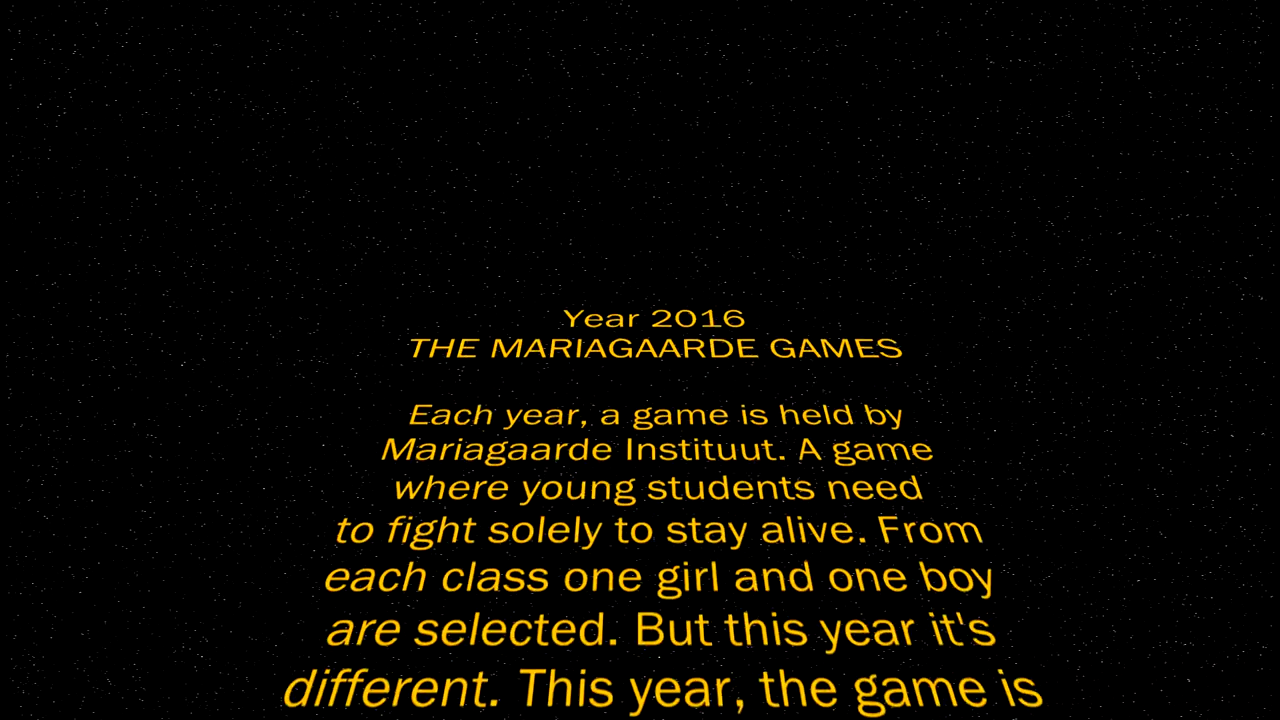 Year 2016
THE MARIAGAARDE GAMES
Each year, a game is held by
Mariagaarde Instituut. A game
where young students need
to fight solely to stay alive. From
each class one girl and one boy
are selected. But this year it's
different. This year, the game is